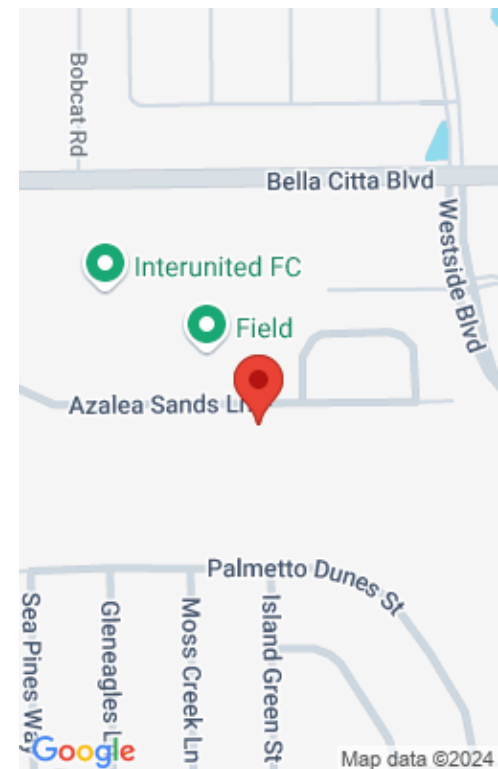 Bobcat Rd
Bella Citta Blvd
Westside Blvd
Interunited FC
Field
Azalea Sands Ln
Palmetto Dunes St
Sea Pines Way
Gleneagles L
Moss Creek Ln
Island Green St
Google
Map data ©2024